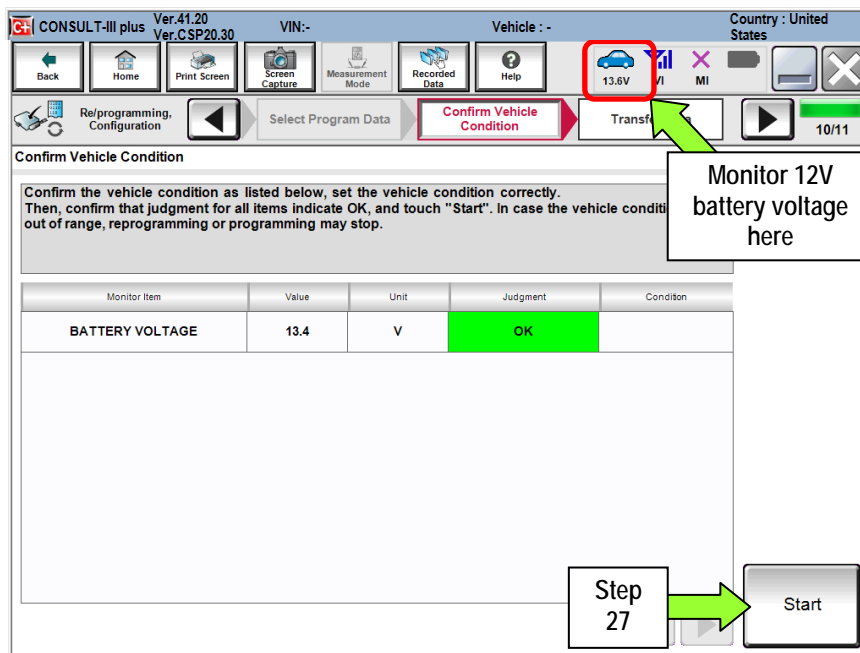 CONSULT-III plus Ver.41.20 Ver.CSP20.30 VIN:- Vehicle : - Country : United States
Back Home Print Screen Screen Capture Measurement Mode Recorded Data Help 13.6V VI MI
Re/programming, Configuration Select Program Data Confirm Vehicle Condition 10/11
Confirm Vehicle Condition
Confirm the vehicle condition as listed below, set the vehicle condition correctly.
Then, confirm that judgment for all items indicate OK, and touch "Start". In case the vehicle
out of range, reprogramming or programming may stop.
Monitor 12V
battery voltage
here
Monitor Item Value Unit Judgment Condition
BATTERY VOLTAGE 13.4 V OK
Step
27
Start